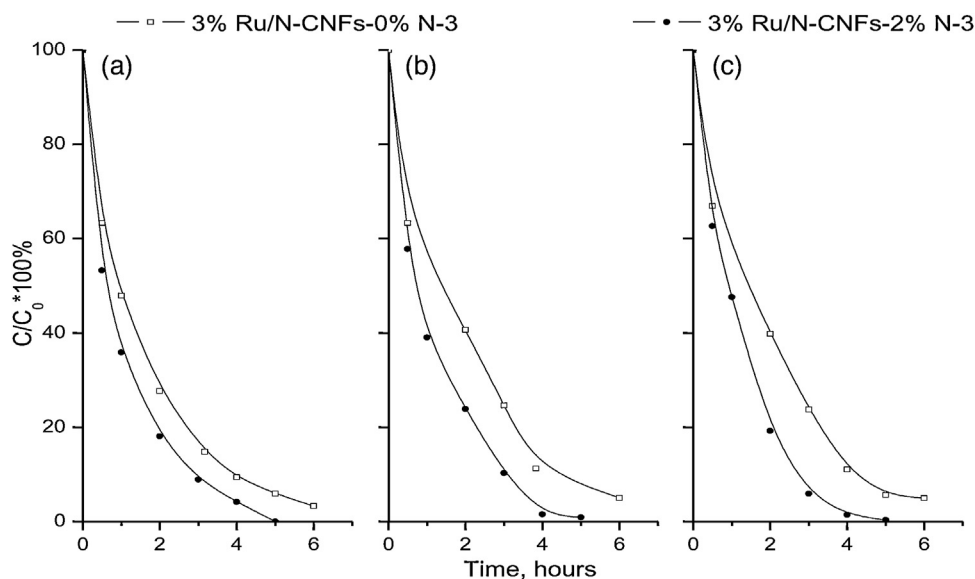 3% Ru/N-CNFs-0% N-3
3% Ru/N-CNFs-2% N-3
(a)
(b)
(c)
100
80
60
40
20
0
C/C0*100%
0 2 4 6
0 2 4 6
0 2 4 6
Time, hours